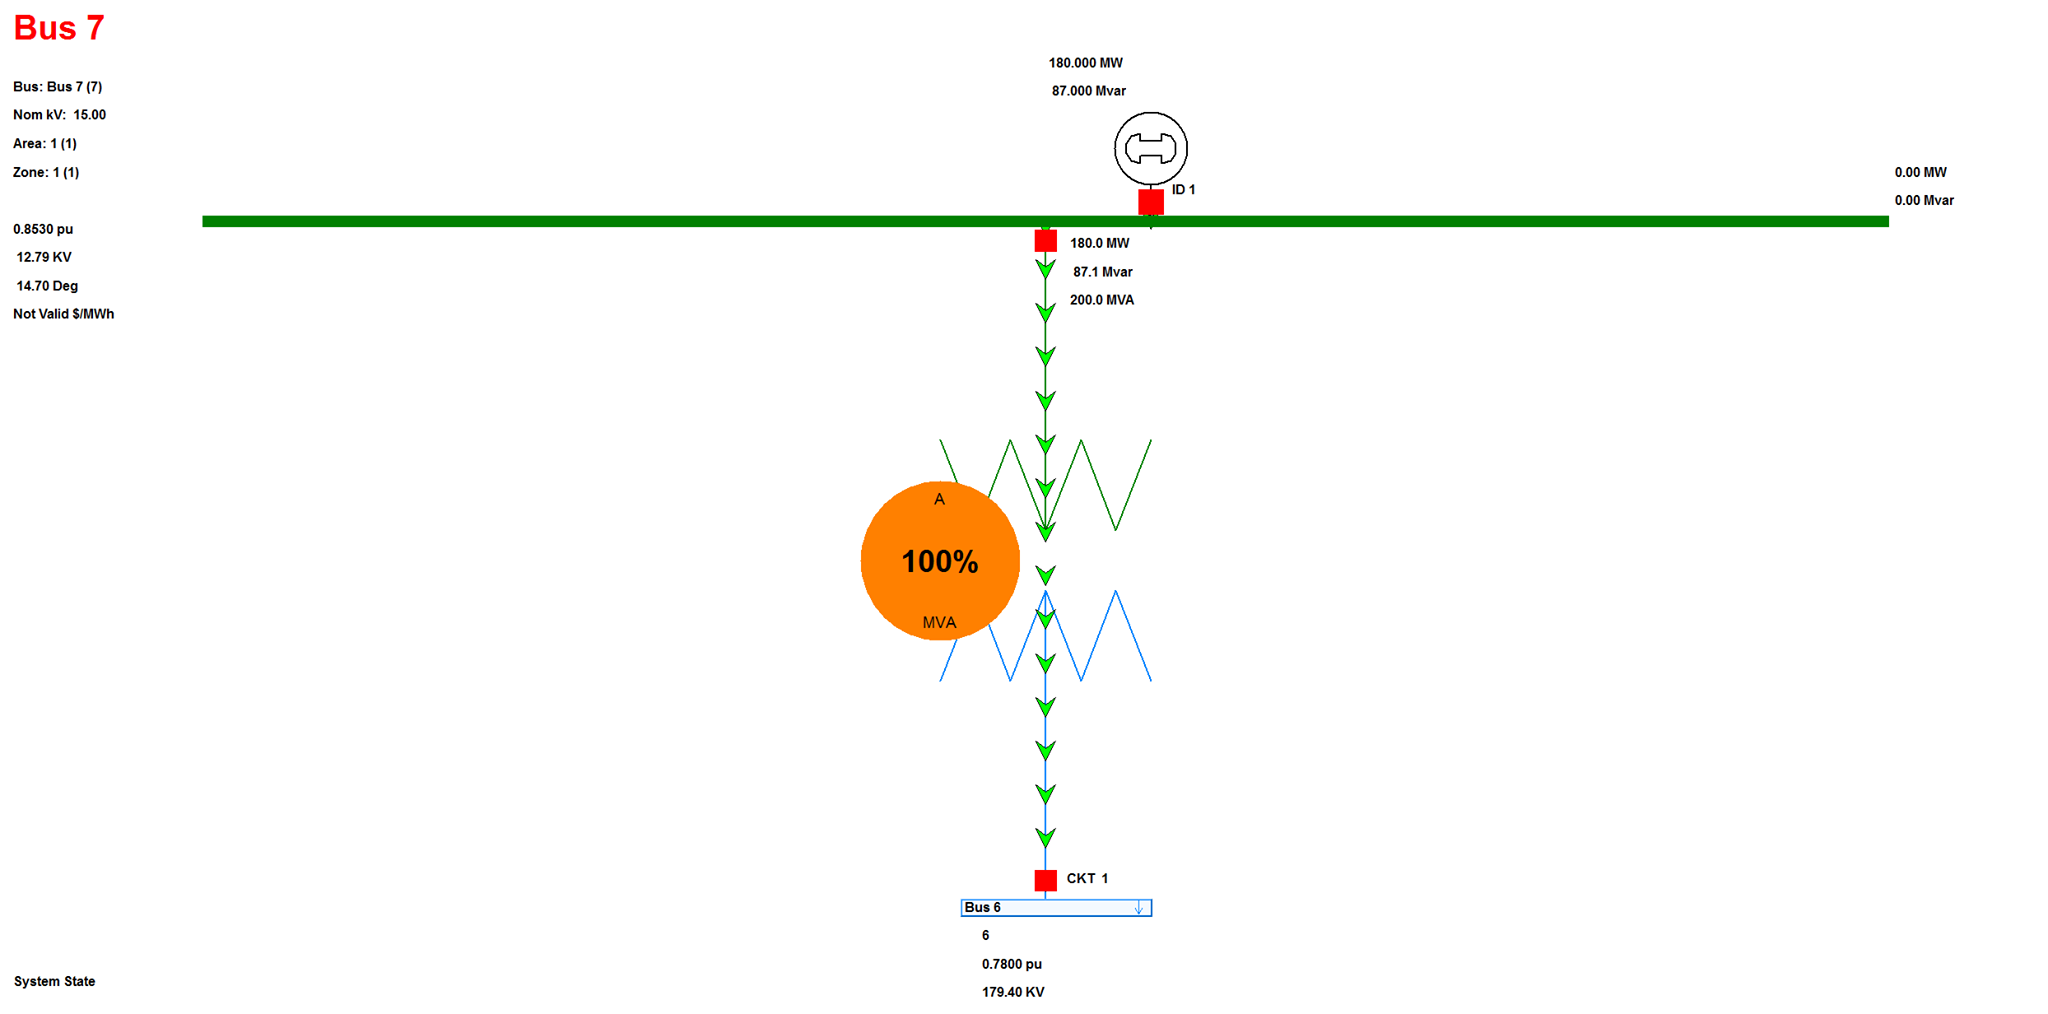 Bus 7
Bus: Bus 7 (7)
Nom kV: 15.00
Area: 1 (1)
Zone: 1 (1)
0.8530 pu
12.79 KV
14.70 Deg
Not Valid $/MWh
180.000 MW
87.000 Mvar
ID 1
0.00 MW
0.00 Mvar
180.0 MW
87.1 Mvar
200.0 MVA
A
100%
MVA
CKT 1
Bus 6
6
0.7800 pu
179.40 KV
System State